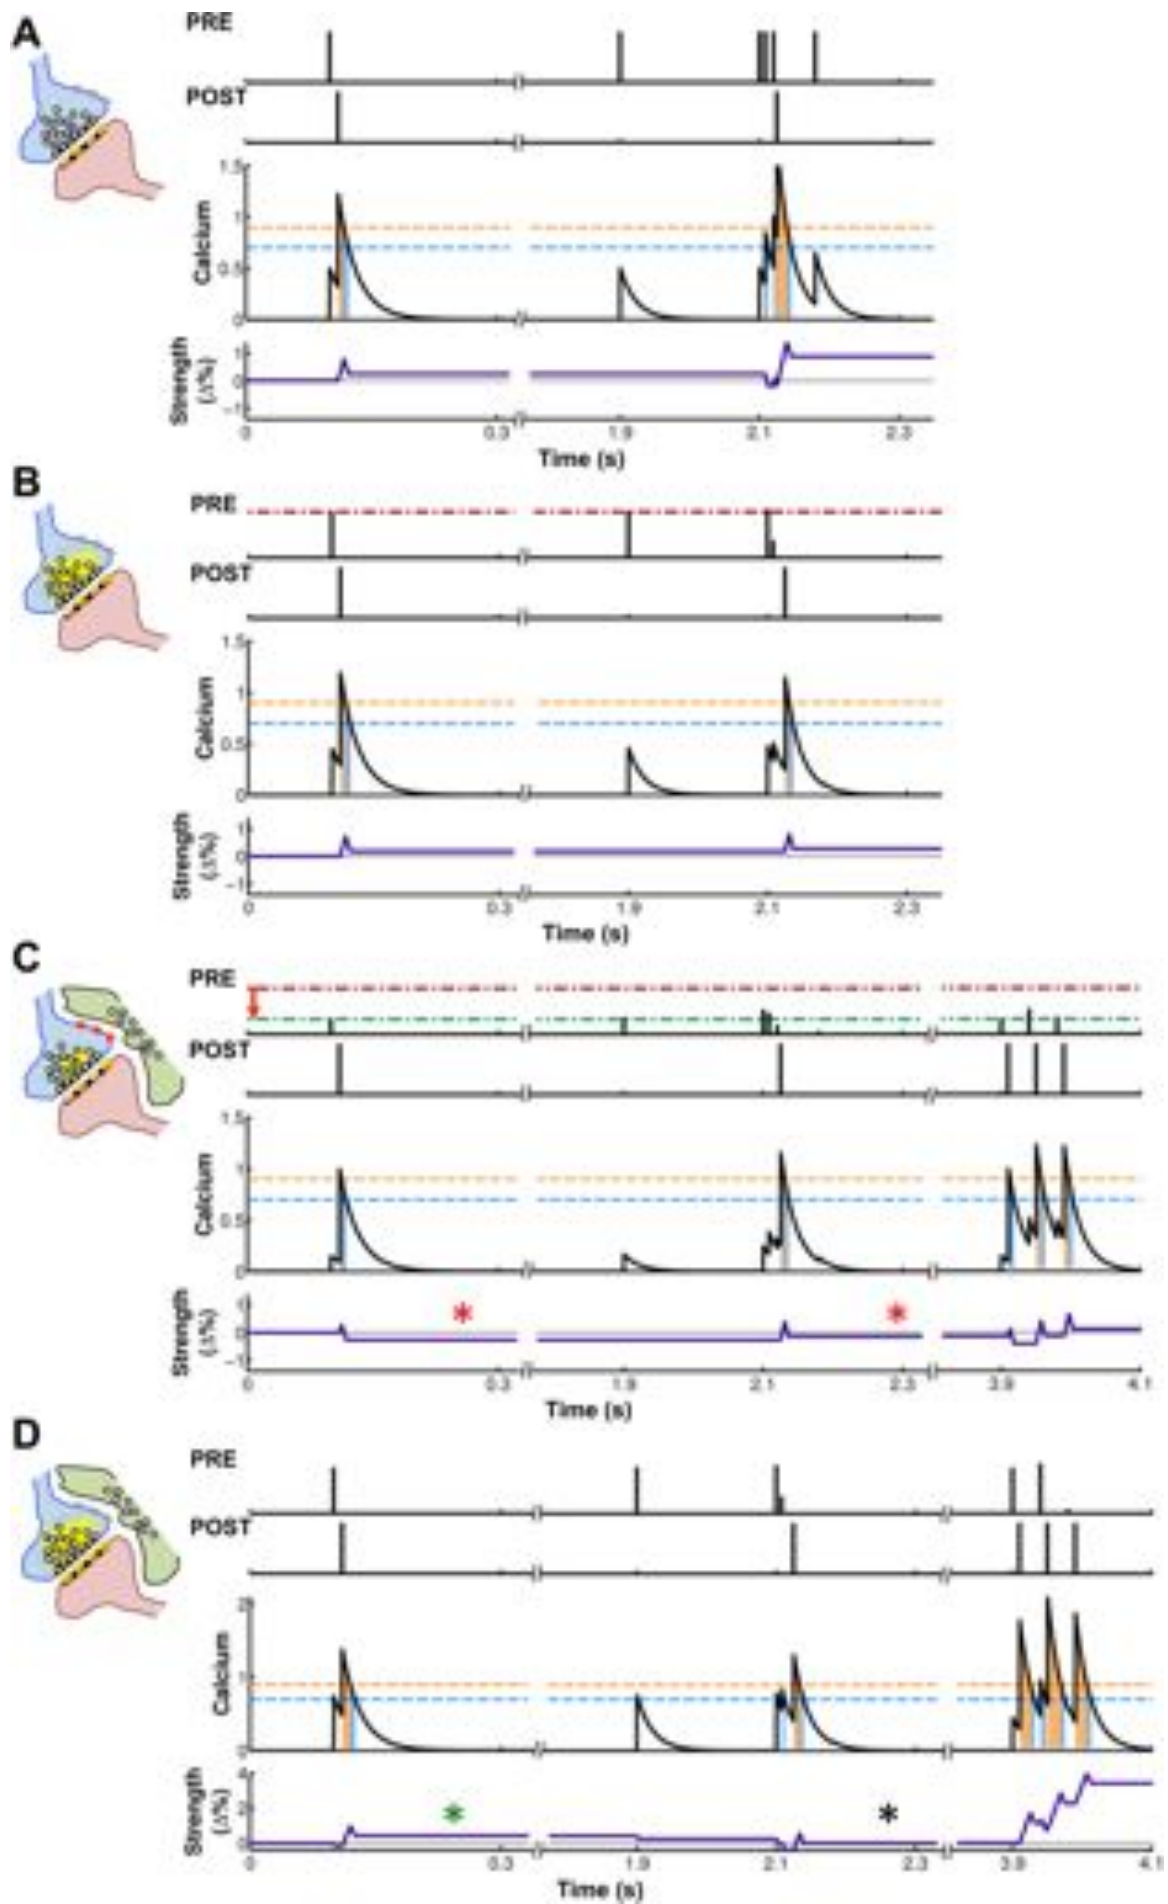 A
PRE
POST
1.5
1
0.5
0
Calcium
1
0
−1
Strength
(Δ%)
0 0.3 1.9 2.1 2.3
Time (s)
B
PRE
POST
1.5
1
0.5
0
Calcium
1
0
−1
Strength
(Δ%)
0 0.3 1.9 2.1 2.3
Time (s)
C
PRE
POST
1.5
1
0.5
0
Calcium
*
*
0
−1
Strength
(Δ%)
0 0.3 1.9 2.1 2.3 3.9 4.1
Time (s)
D
PRE
POST
2
1
0
Calcium
*
*
4
2
0
Strength
(Δ%)
0 0.3 1.9 2.1 2.3 3.9 4.1
Time (s)